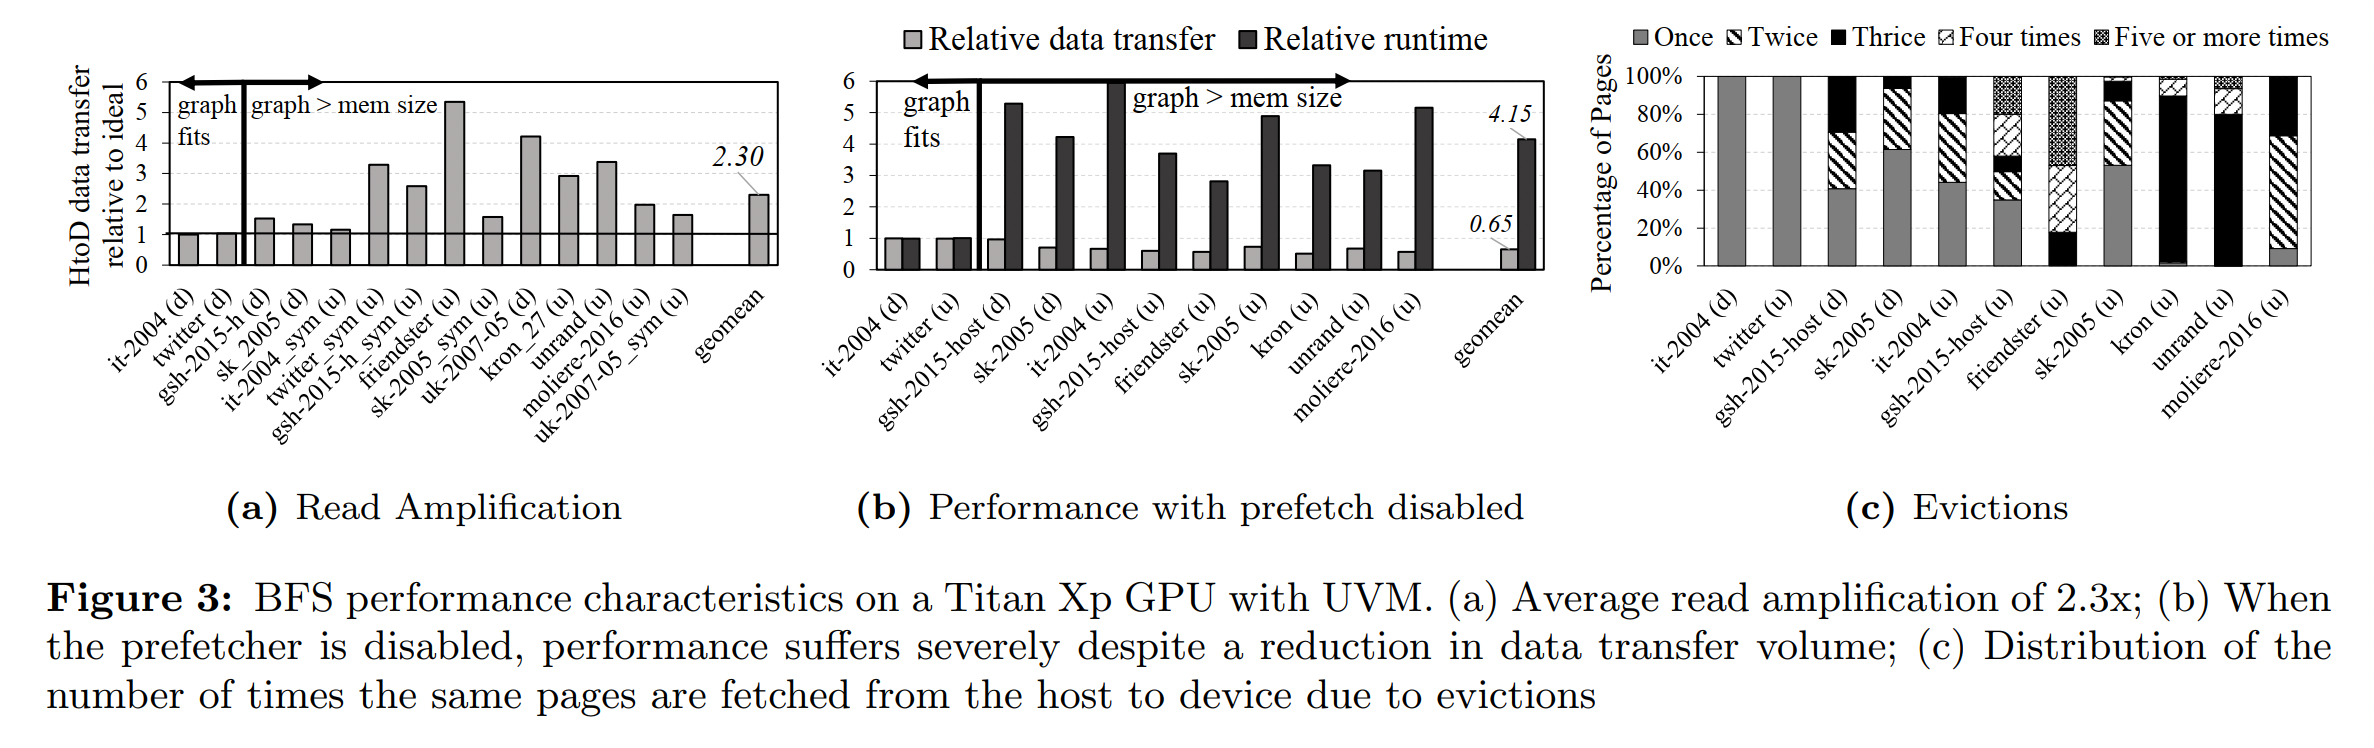 HtoD data transfer
relative to ideal
6
5
4
3
2
1
0
graph
fits
graph > mem size
2.30
it-2004 (d)
twitter (d)
gsh-2015-h (d)
sk_2005 (d)
it-2004_sym (u)
twitter_sym (u)
gsh-2015-h_sym (u)
friendster (u)
sk-2005_sym (u)
uk-2007-05 (d)
kron_27 (u)
unrand (u)
moliere-2016 (u)
uk-2007-05_sym (u)
geomean
(a) Read Amplification
Relative data transfer
Relative runtime
6
5
4
3
2
1
0
graph
fits
graph > mem size
4.15
0.65
it-2004 (d)
twitter (u)
gsh-2015-host (d)
sk-2005 (d)
it-2004 (u)
gsh-2015-host (u)
friendster (u)
sk-2005 (u)
kron (u)
unrand (u)
moliere-2016 (u)
geomean
(b) Performance with prefetch disabled
Once
Twice
Thrice
Four times
Five or more times
Percentage of Pages
100%
80%
60%
40%
20%
0%
it-2004 (d)
twitter (u)
gsh-2015-host (d)
sk-2005 (d)
it-2004 (u)
gsh-2015-host (u)
friendster (u)
sk-2005 (u)
kron (u)
unrand (u)
moliere-2016 (u)
(c) Evictions
Figure 3: BFS performance characteristics on a Titan Xp GPU with UVM. (a) Average read amplification of 2.3x; (b) When
the prefetcher is disabled, performance suffers severely despite a reduction in data transfer volume; (c) Distribution of the
number of times the same pages are fetched from the host to device due to evictions